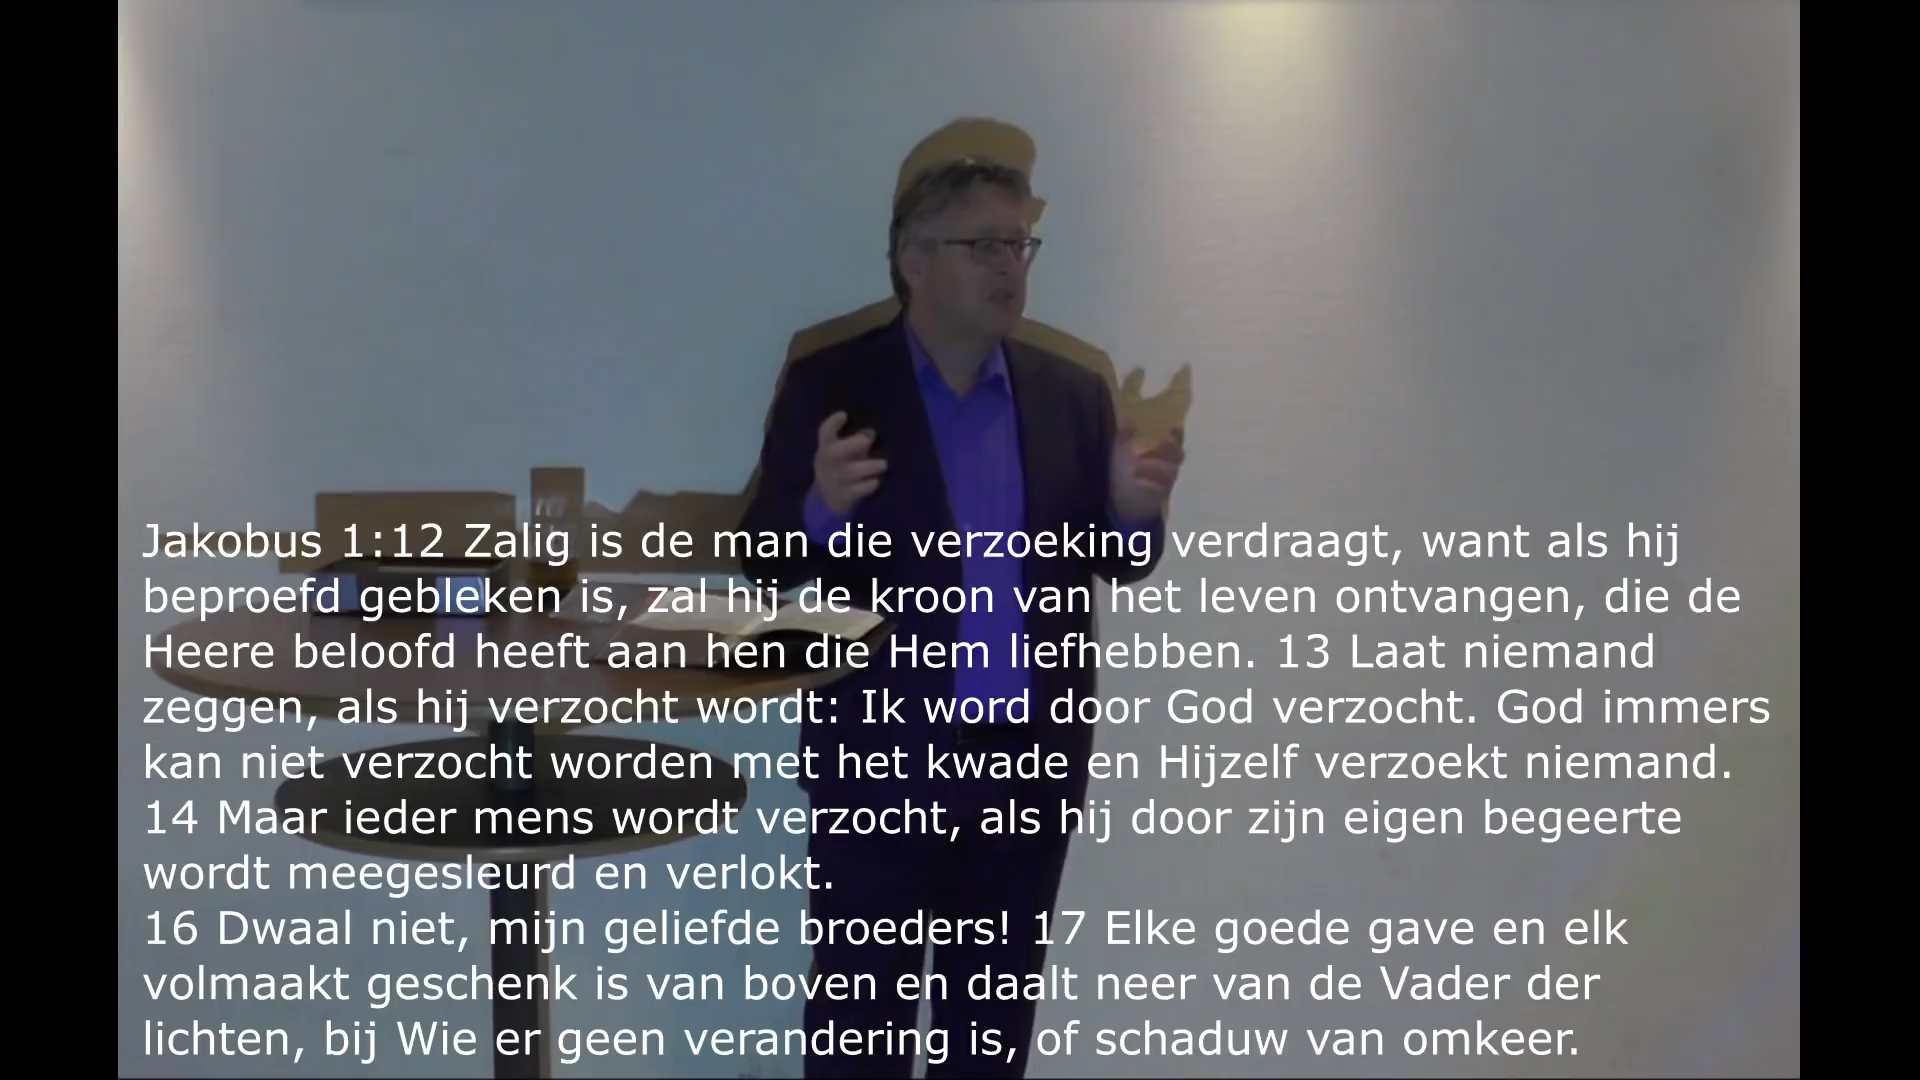 Jakobus 1:12 Zalig is de man die verzoeking verdraagt, want als hij
beproefd gebleken is, zal hij de kroon van het leven ontvangen, die de
Heere beloofd heeft aan hen die Hem liefhebben. 13 Laat niemand
zeggen, als hij verzocht wordt: Ik word door God verzocht. God immers
kan niet verzocht worden met het kwade en Hijzelf verzoekt niemand.
14 Maar ieder mens wordt verzocht, als hij door zijn eigen begeerte
wordt meegesleurd en verlokt.
16 Dwaal niet, mijn geliefde broeders! 17 Elke goede gave en elk
volmaakt geschenk is van boven en daalt neer van de Vader der
lichten, bij Wie er geen verandering is, of schaduw van omkeer.